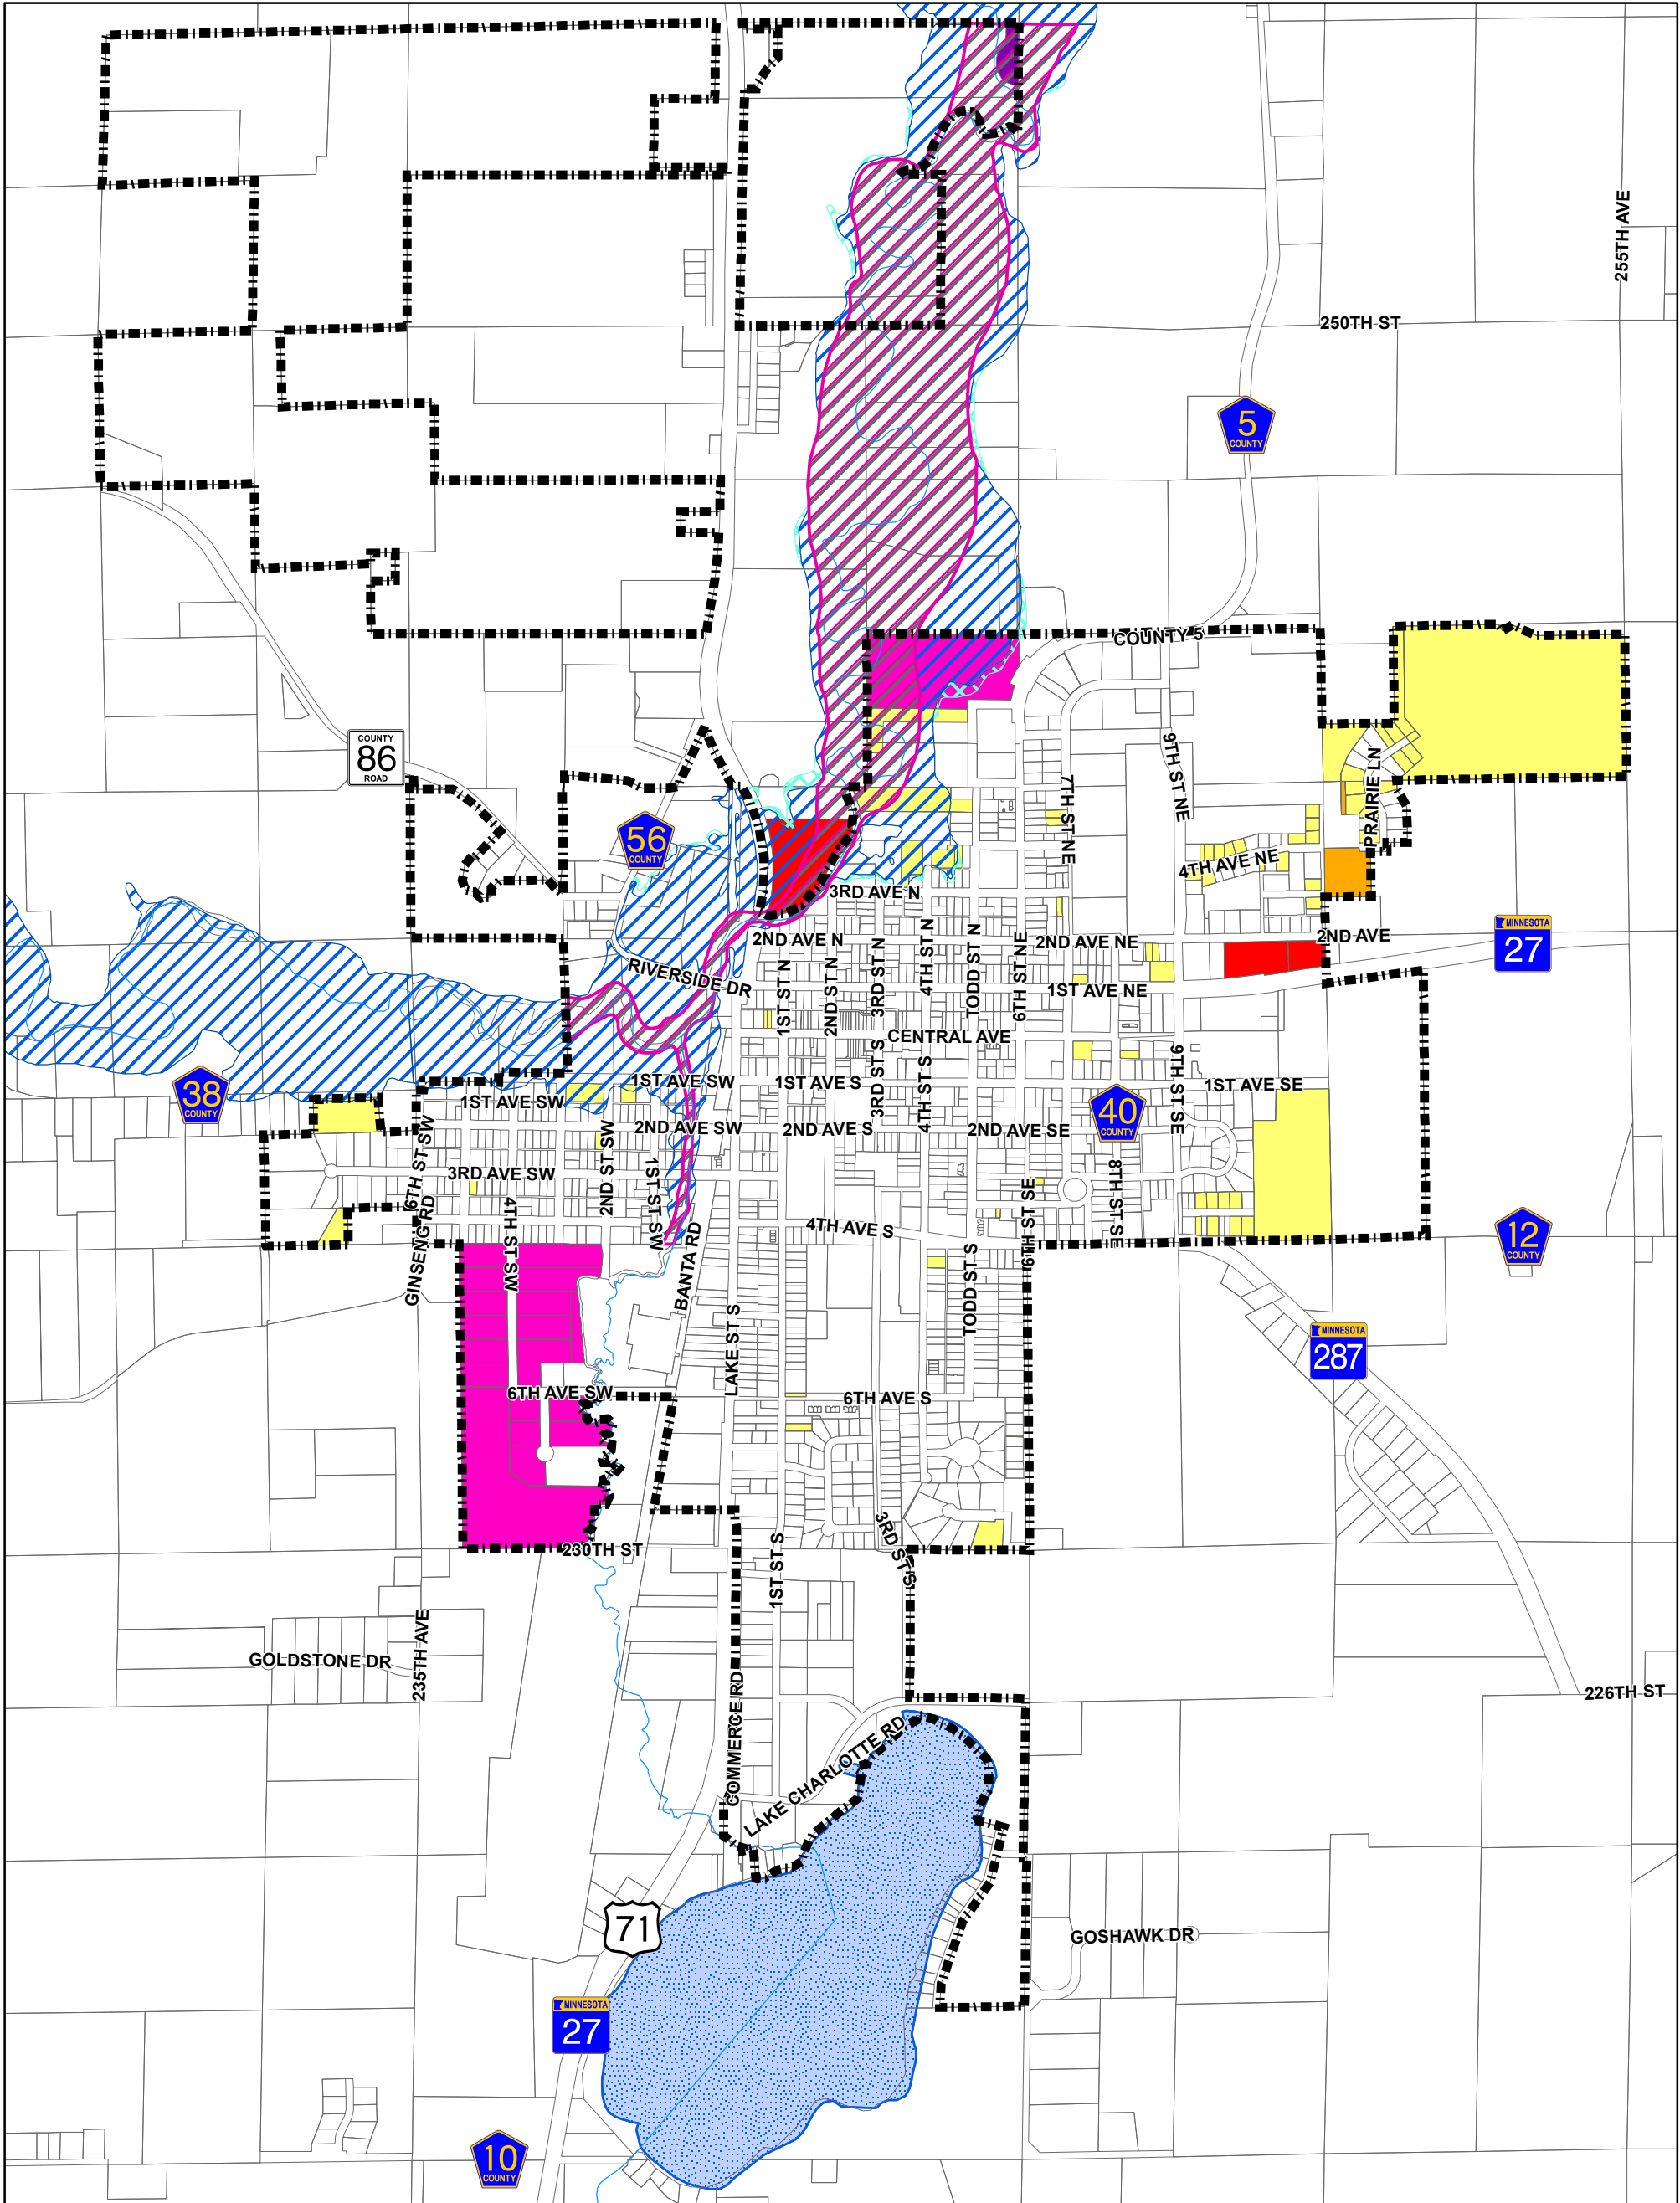 255TH AVE
250TH ST
5
COUNTY
COUNTY 5
COUNTY
86
ROAD
9TH ST NE
PRAIRIE LN
7TH ST NE
56
COUNTY
4TH AVE NE
3RD AVE N
2ND AVE N
2ND AVE NE
2ND AVE
MINNESOTA
27
RIVERSIDE DR
1ST ST N
2ND ST N
3RD ST N
4TH ST N
TODD ST N
6TH ST NE
1ST AVE NE
CENTRAL AVE
38
COUNTY
1ST AVE SW
1ST AVE SW
1ST AVE S
3RD ST S
4TH ST S
40
COUNTY
9TH ST SE
1ST AVE SE
6TH ST SW
2ND ST SW
2ND AVE SW
2ND AVE S
2ND AVE SE
3RD AVE SW
1ST ST SW
8TH ST SE
GINSENG RD
4TH ST SW
BANTA RD
4TH AVE S
6TH ST SE
12
COUNTY
LAKE ST S
TODD ST S
MINNESOTA
287
6TH AVE SW
6TH AVE S
230TH ST
1ST ST S
3RD ST S
GOLDSTONE DR
235TH AVE
COMMERCE RD
LAKE CHARLOTTE RD
226TH ST
71
GOSHAWK DR
MINNESOTA
27
10
COUNTY